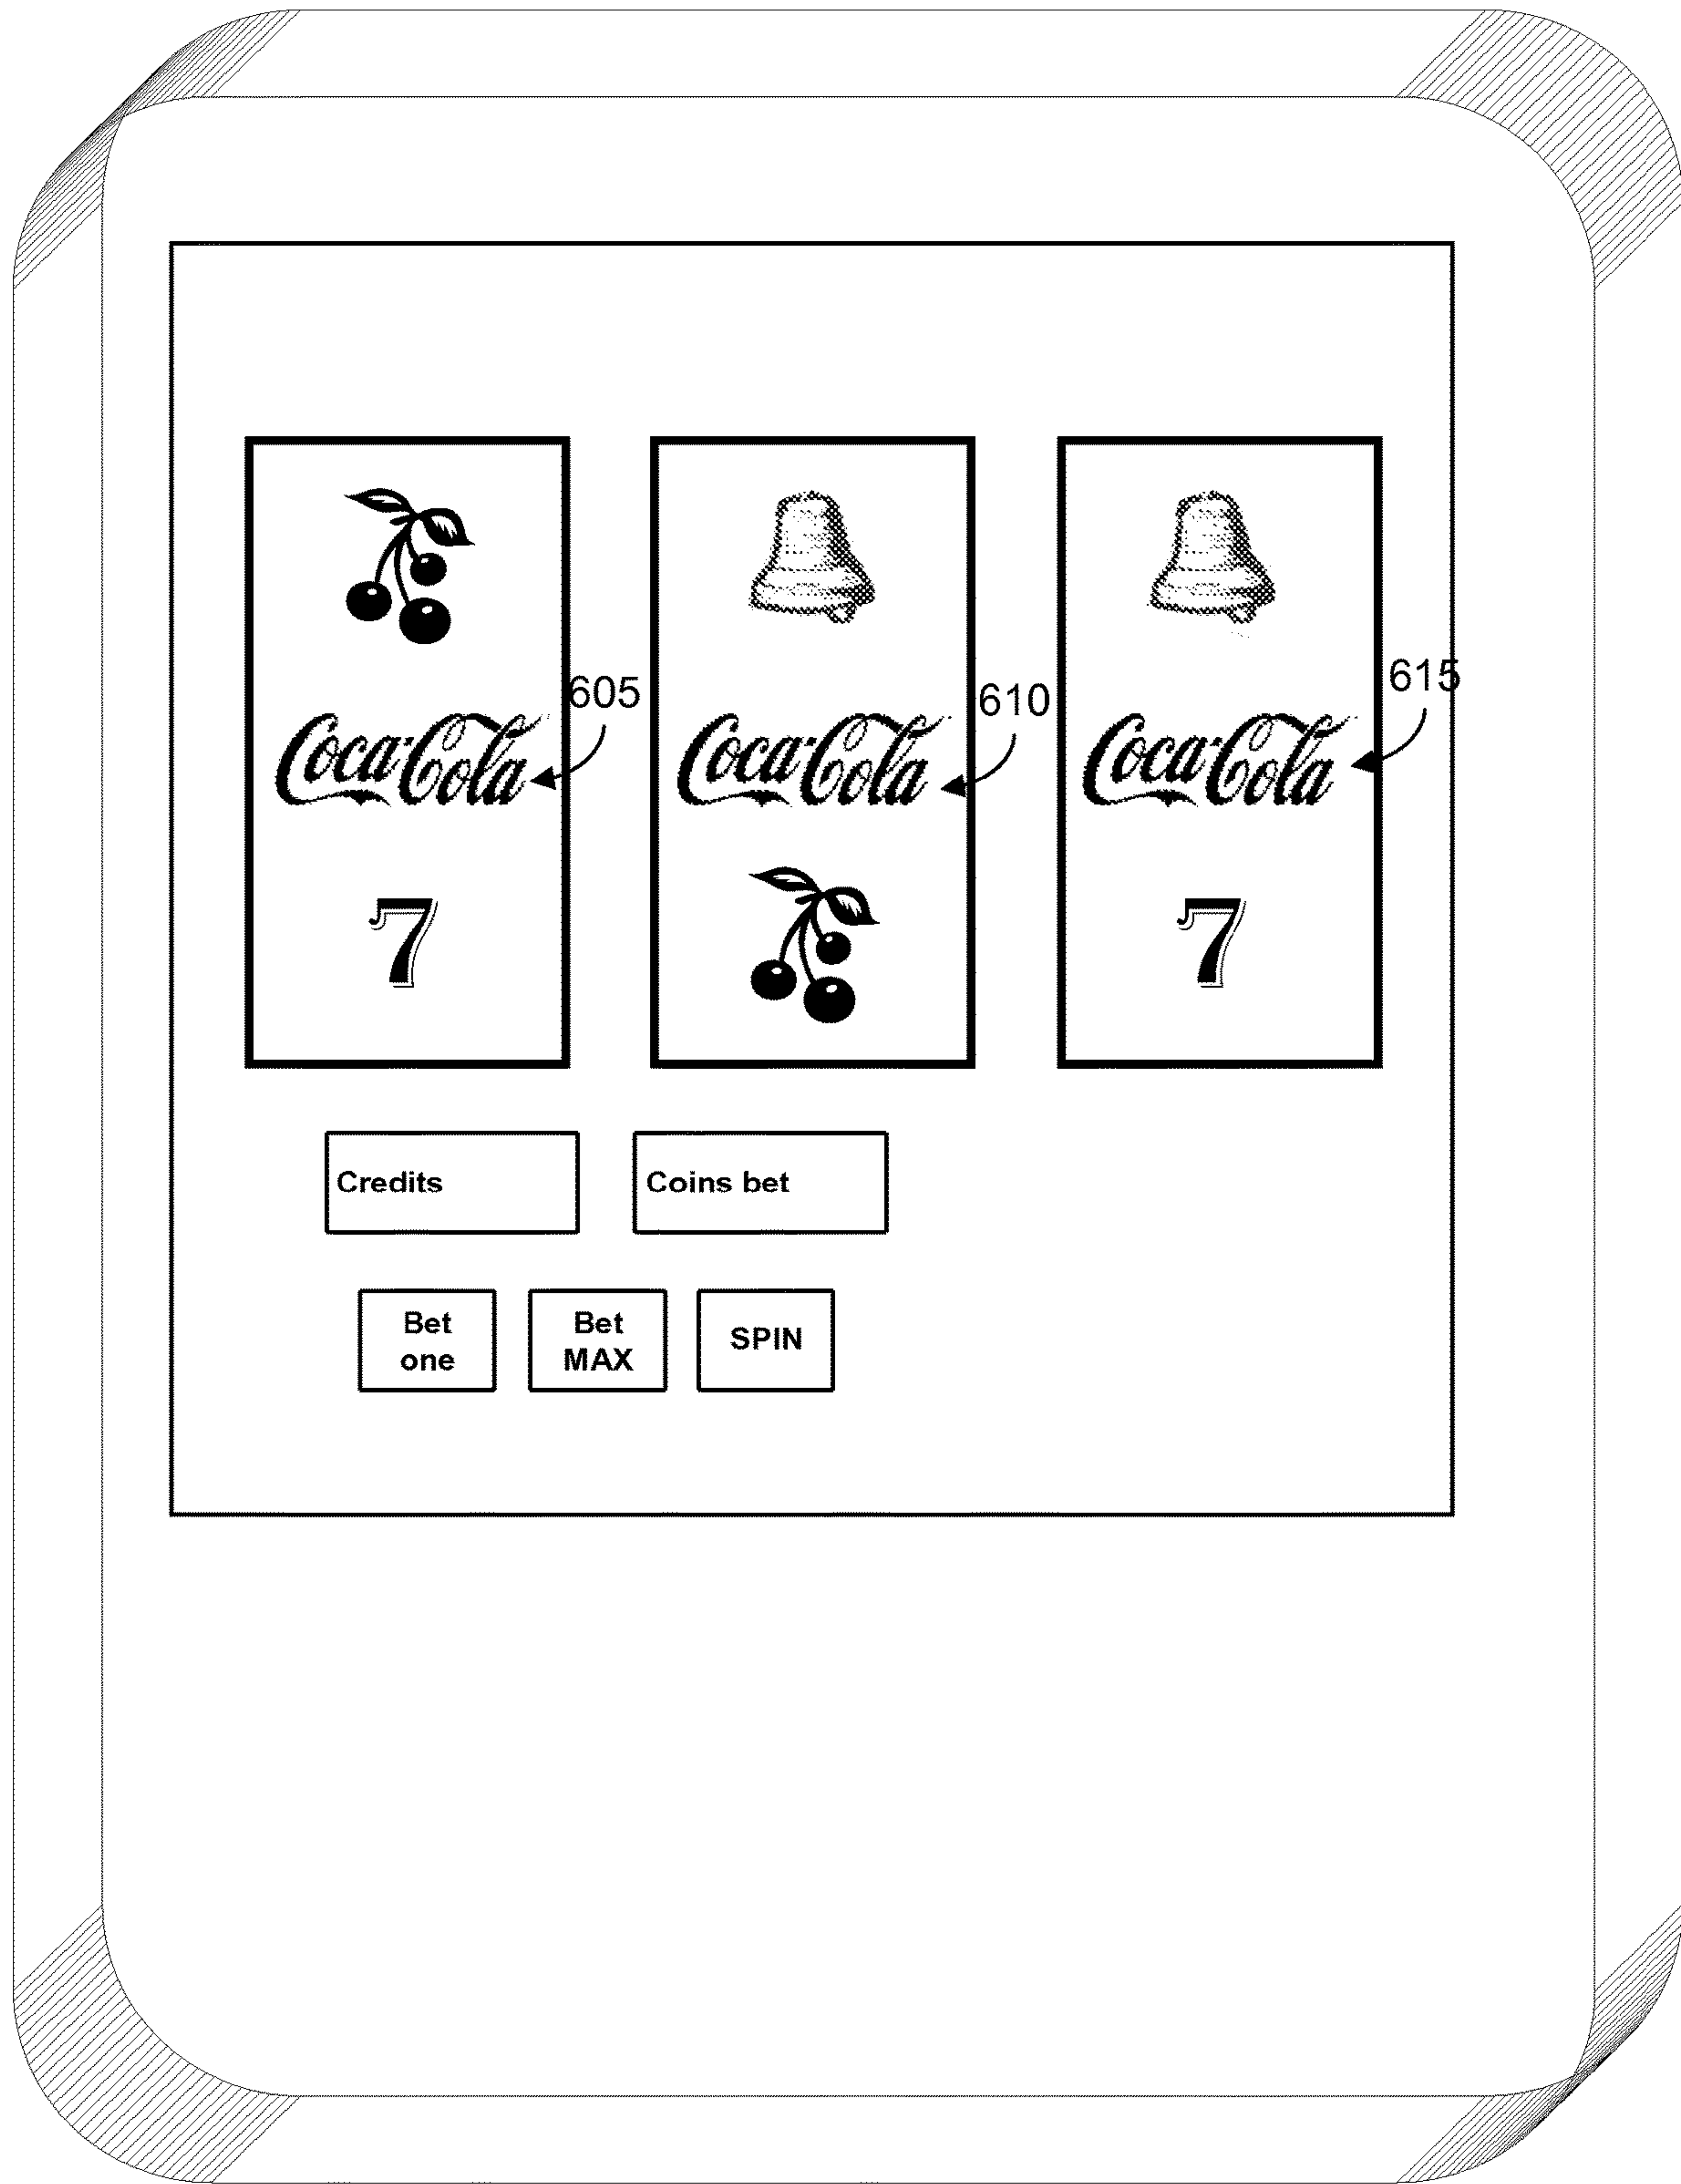 615
605
610
Coca-Cola Coca-Cola Coca-Cola
7 7
Credits Coins bet
Bet one Bet MAX SPIN